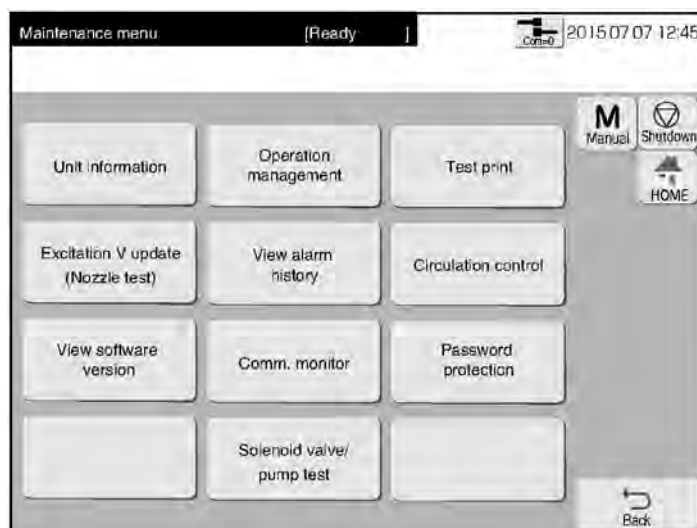 Maintenance menu [Ready ]
Com=0
2015.07.07 12:45
M
Manual
Shutdown
HOME
Unit information
Operation
management
Test print
Excitation V update
(Nozzle test)
View alarm
history
Circulation control
View software
version
Comm. monitor
Password
protection
Solenoid valve/
pump test
Back